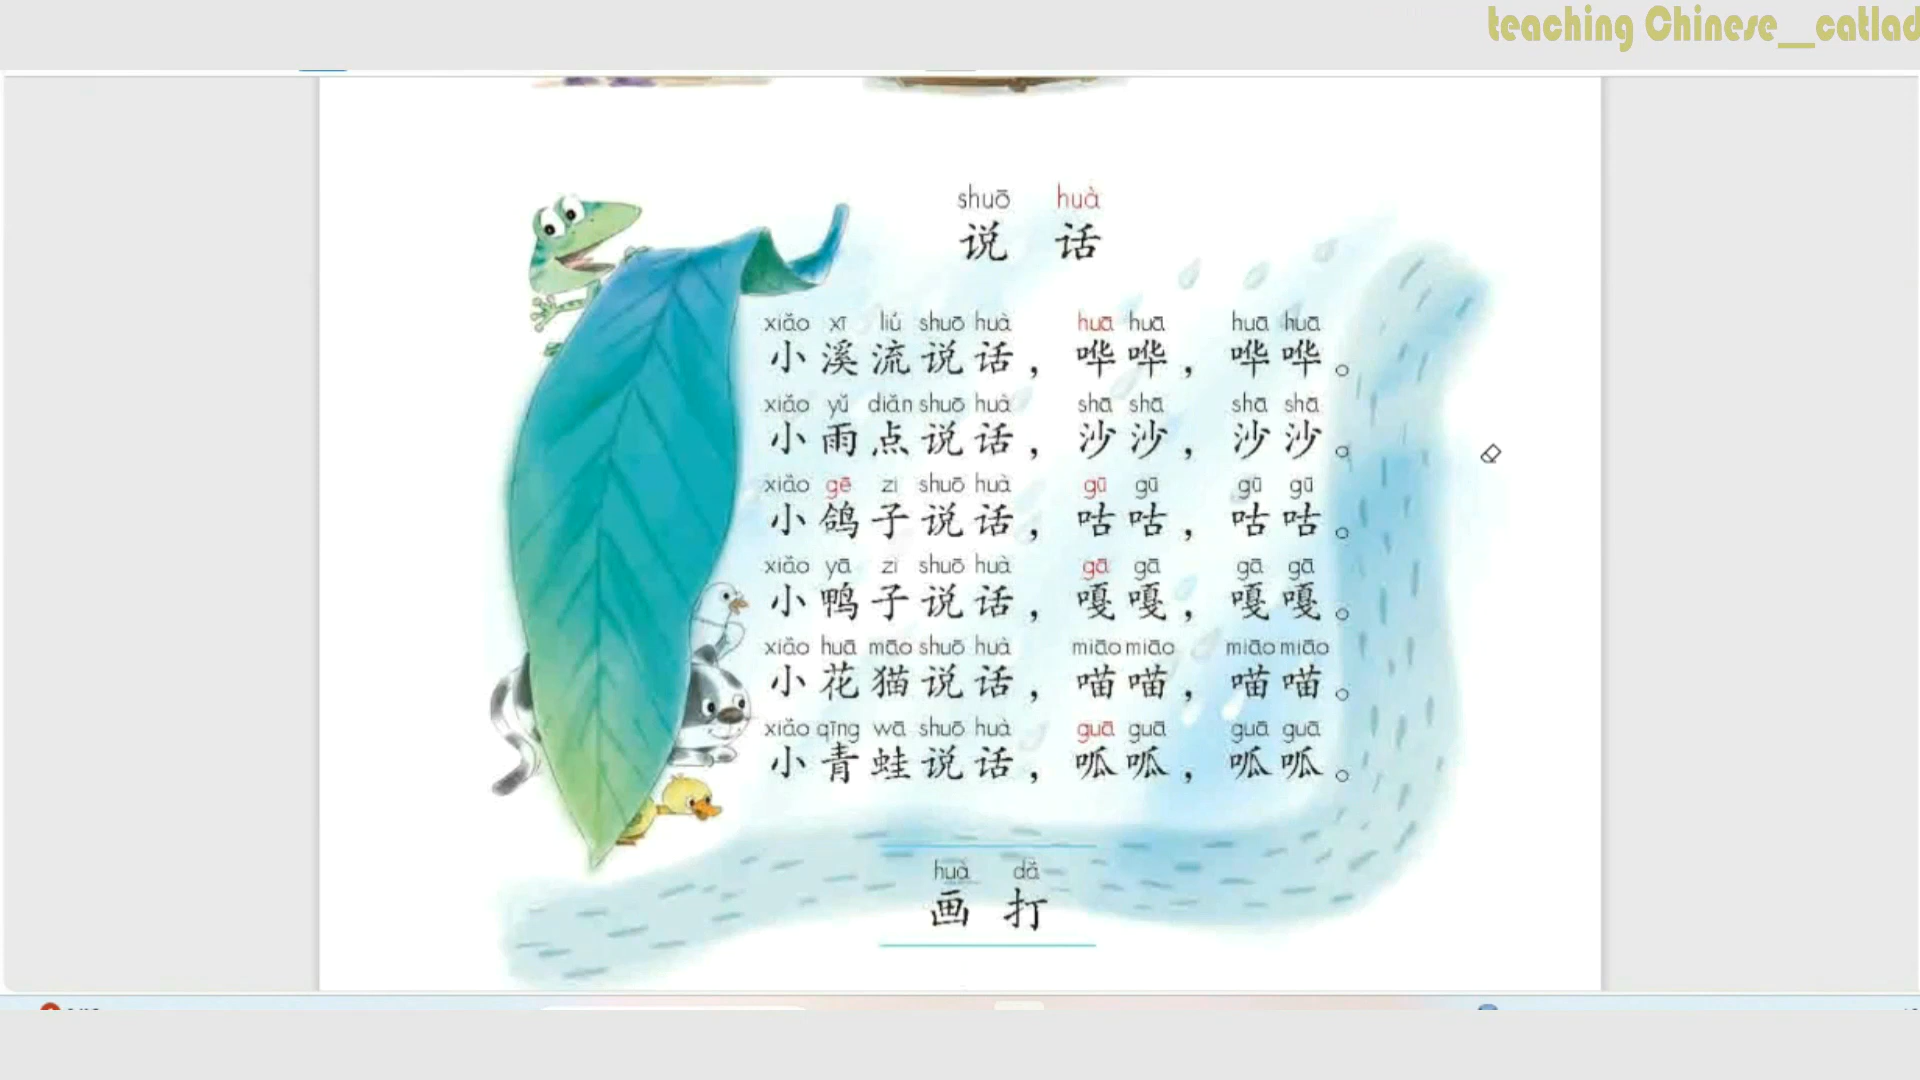 teaching Chinese__catlad
shuō huà
说 话
xiǎo xī liú shuō huà huā huā huā huā
小溪流说话，哗哗，哗哗。
xiǎo yǔ diǎn shuō huà shā shā shā shā
小雨点说话，沙沙，沙沙。
xiǎo gē zi shuō huà gū gū gū gū
小鸽子说话，咕咕，咕咕。
xiǎo yā zi shuō huà gā gā gā gā
小鸭子说话，嘎嘎，嘎嘎。
xiǎo huā māo shuō huà miāo miāo miāo miāo
小花猫说话，喵喵，喵喵。
xiǎo qīng wā shuō huà guā guā guā guā
小青蛙说话，呱呱，呱呱。
huà dǎ
画 打